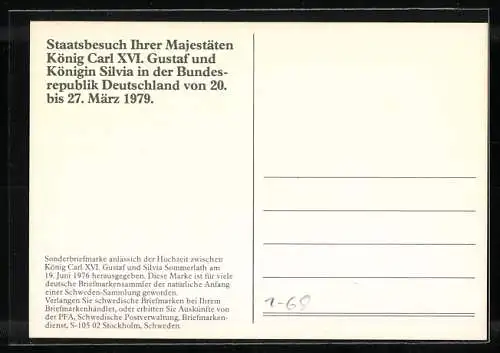 Staatsbesuch Ihrer Majestäten
König Carl XVI. Gustaf und
Königin Silvia in der Bundes-
republik Deutschland von 20.
bis 27. März 1979.
Sonderbriefmarke anlässich der Hochzeit zwischen
König Carl XVI. Gustaf und Silvia Sommerlath am
19. Juni 1976 herausgegeben. Diese Marke ist für viele
deutsche Briefmarkensammler der natürliche Anfang
einer Schweden-Sammlung geworden.
Verlangen Sie schwedische Briefmarken bei Ihrem
Briefmarkenhändler, oder erbitten Sie Auskünfte von
der PFA, Schwedische Postverwaltung, Briefmarken-
dienst, S-105 02 Stockholm, Schweden.
1-68